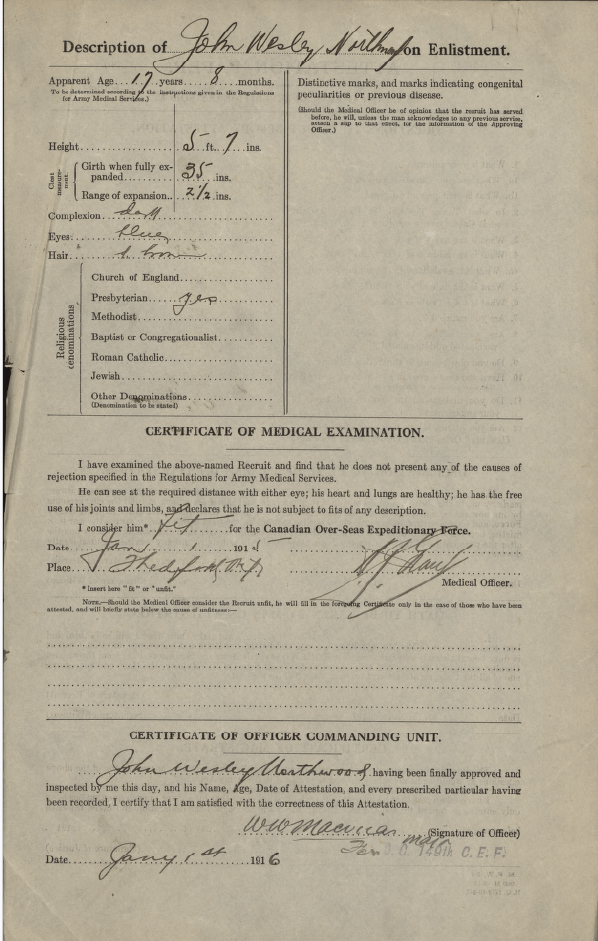 Description of John Wesley Northwood on Enlistment.
Apparent Age...17...years...8...months.
(To be determined according to the instructions given in the Regulations
for Army Medical Services.)
Height...5...ft...7...ins.
Chest
measure-
ment
Girth when fully ex-
panded...35...ins.
Range of expansion...2 1/2...ins.
Complexion...dark
Eyes...blue
Hair...
Religious
denominations
Church of England...
Presbyterian...yes
Methodist...
Baptist or Congregationalist...
Roman Catholic...
Jewish...
Other Denominations...
(Denomination to be stated)
Distinctive marks, and marks indicating congenital
peculiarities or previous disease.
(Should the Medical Officer be of opinion that the recruit has served
before, he will, unless the man acknowledges to any previous service,
attach a slip to that effect, for the information of the Approving
Officer.)
CERTIFICATE OF MEDICAL EXAMINATION.
I have examined the above-named Recruit and find that he does not present any of the causes of
rejection specified in the Regulations for Army Medical Services.
He can see at the required distance with either eye; his heart and lungs are healthy; he has the free
use of his joints and limbs, and declares that he is not subject to fits of any description.
I consider him*...fit...for the Canadian Over-Seas Expeditionary Force.
Date...Jan...1...191
Place...Thedford, Ont
Medical Officer.
*Insert here "fit" or "unfit."
NOTE.—Should the Medical Officer consider the Recruit unfit, he will fill in the foregoing Certificate only in the case of those who have been
attested, and will briefly state below the cause of unfitness:—
CERTIFICATE OF OFFICER COMMANDING UNIT.
...John Wesley Northwood...having been finally approved and
inspected by me this day, and his Name, Age, Date of Attestation, and every prescribed particular having
been recorded, I certify that I am satisfied with the correctness of this Attestation.
W W Macvicar Major (Signature of Officer)
For O. C. 149th C. E. F.
Date...Jany 1st...1916